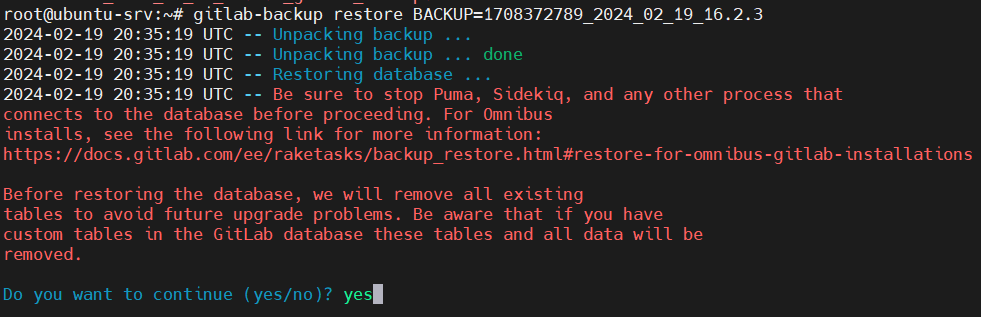 root@ubuntu-srv:~# gitlab-backup restore BACKUP=1708372789_2024_02_19_16.2.3
2024-02-19 20:35:19 UTC -- Unpacking backup ...
2024-02-19 20:35:19 UTC -- Unpacking backup ... done
2024-02-19 20:35:19 UTC -- Restoring database ...
2024-02-19 20:35:19 UTC -- Be sure to stop Puma, Sidekiq, and any other process that
connects to the database before proceeding. For Omnibus
installs, see the following link for more information:
https://docs.gitlab.com/ee/raketasks/backup_restore.html#restore-for-omnibus-gitlab-installations
Before restoring the database, we will remove all existing
tables to avoid future upgrade problems. Be aware that if you have
custom tables in the GitLab database these tables and all data will be
removed.
Do you want to continue (yes/no)? yes